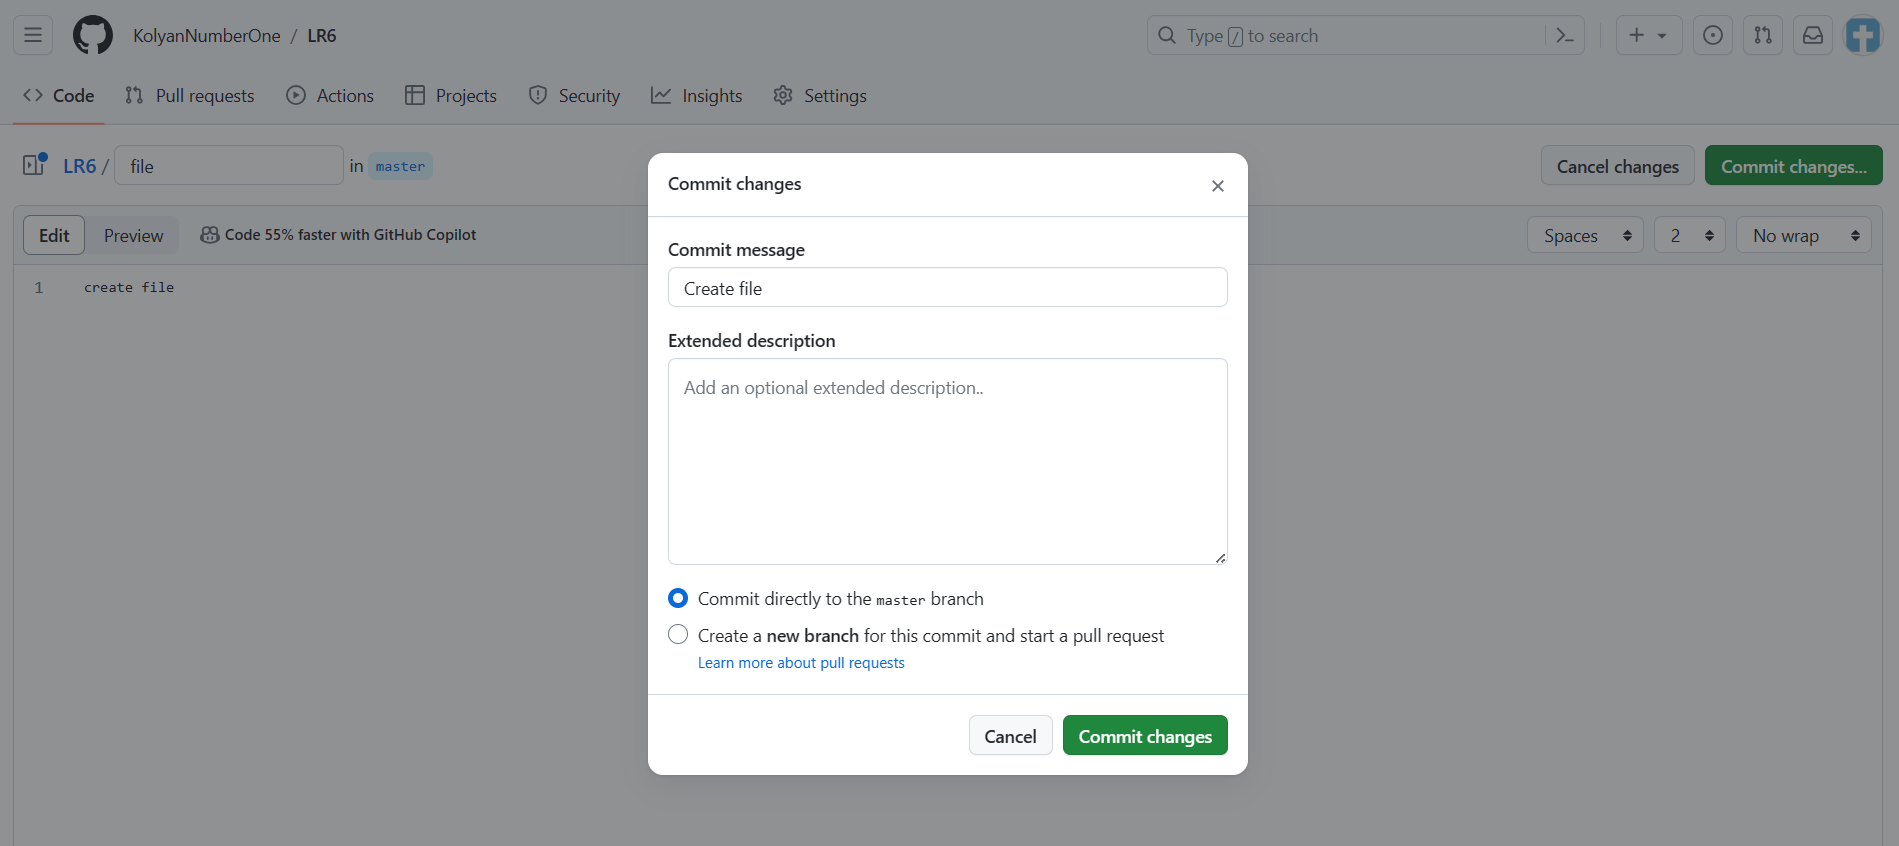 KolyanNumberOne / LR6
Type / to search
Code
Pull requests
Actions
Projects
Security
Insights
Settings
LR6 / file in master
Cancel changes
Commit changes...
Edit
Preview
Code 55% faster with GitHub Copilot
Spaces
2
No wrap
1 create file
Commit changes
Commit message
Create file
Extended description
Add an optional extended description..
Commit directly to the master branch
Create a new branch for this commit and start a pull request
Learn more about pull requests
Cancel
Commit changes